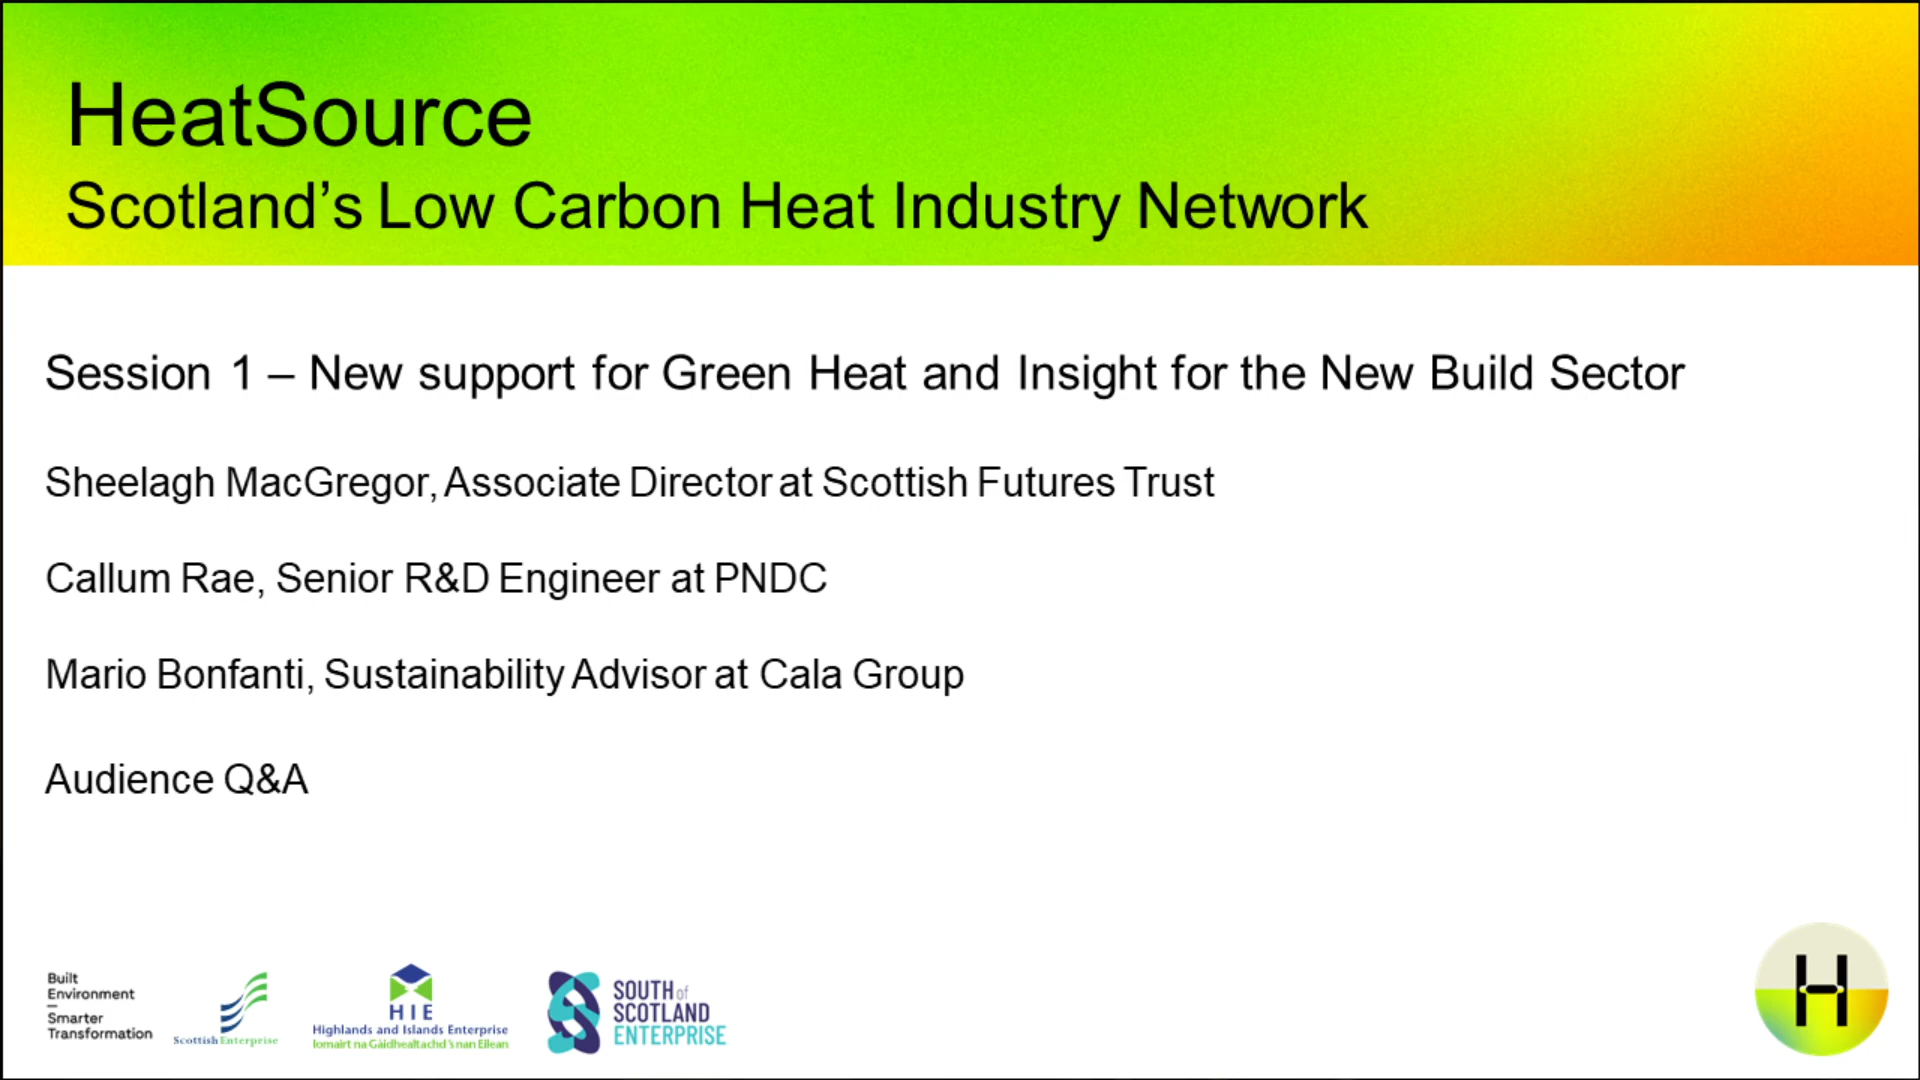 HeatSource
Scotland’s Low Carbon Heat Industry Network
Session 1 – New support for Green Heat and Insight for the New Build Sector
Sheelagh MacGregor, Associate Director at Scottish Futures Trust
Callum Rae, Senior R&D Engineer at PNDC
Mario Bonfanti, Sustainability Advisor at Cala Group
Audience Q&A
Built
Environment
–
Smarter
Transformation
Scottish Enterprise
HIE
Highlands and Islands Enterprise
Iomairt na Gàidhealtachd 's nan Eilean
SOUTH of
SCOTLAND
ENTERPRISE
H